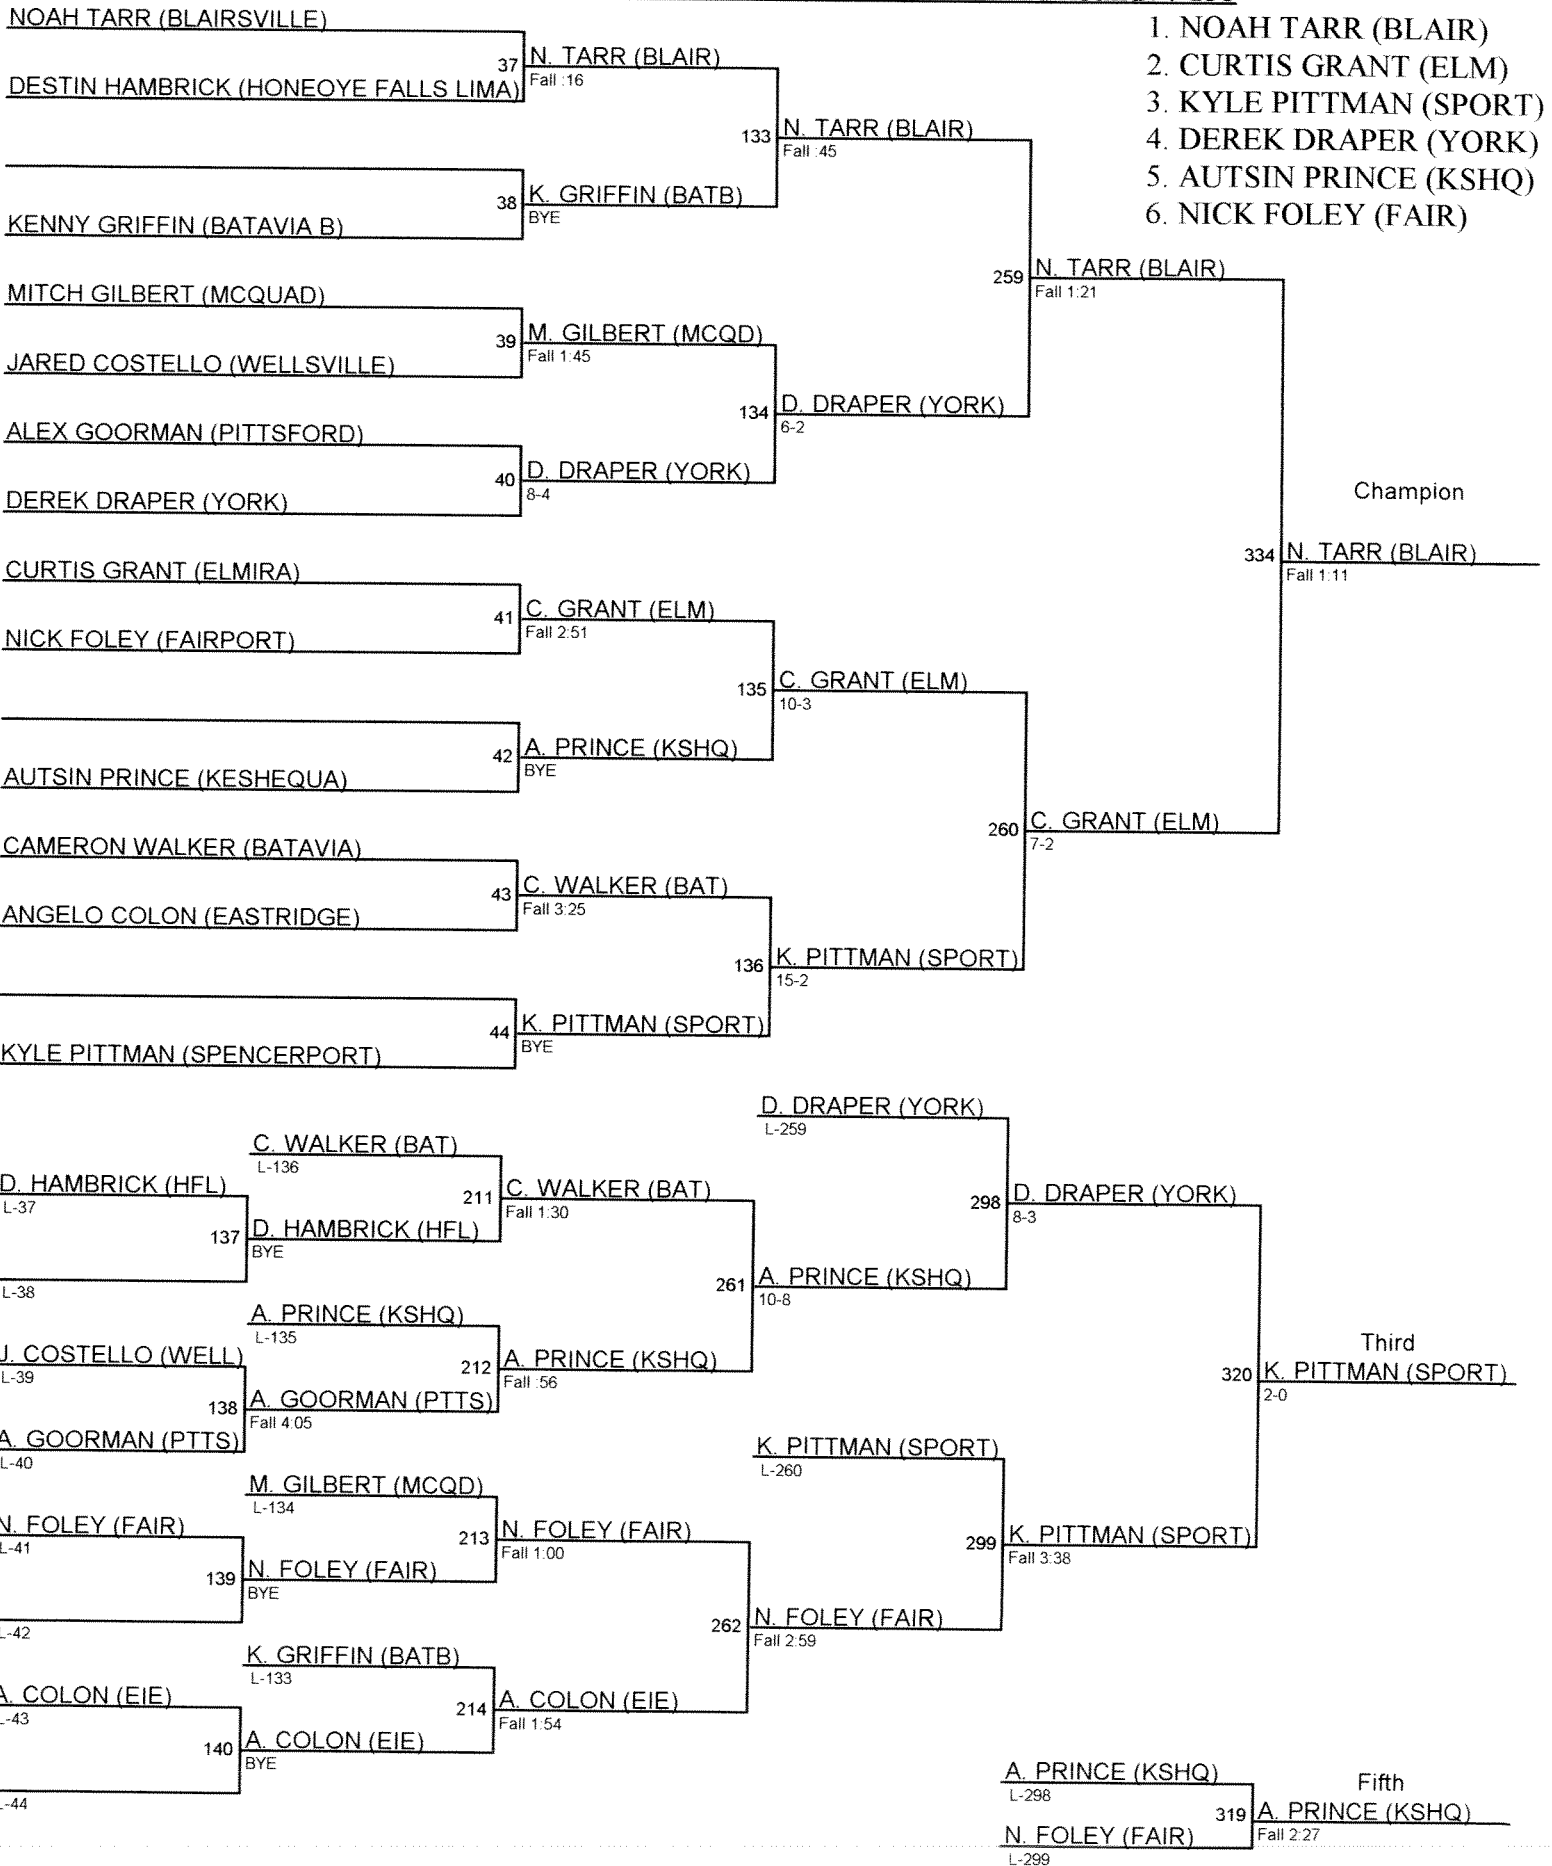 1. NOAH TARR (BLAIR)
2. CURTIS GRANT (ELM)
3. KYLE PITTMAN (SPORT)
4. DEREK DRAPER (YORK)
5. AUTSIN PRINCE (KSHQ)
6. NICK FOLEY (FAIR)
NOAH TARR (BLAIRSVILLE)
37 N. TARR (BLAIR)
Fall :16
DESTIN HAMBRICK (HONEOYE FALLS LIMA)
133 N. TARR (BLAIR)
Fall :45
38 K. GRIFFIN (BATB)
BYE
KENNY GRIFFIN (BATAVIA B)
259 N. TARR (BLAIR)
Fall 1:21
MITCH GILBERT (MCQUAD)
39 M. GILBERT (MCQD)
Fall 1:45
JARED COSTELLO (WELLSVILLE)
134 D. DRAPER (YORK)
6-2
ALEX GOORMAN (PITTSFORD)
40 D. DRAPER (YORK)
8-4
DEREK DRAPER (YORK)
Champion
334 N. TARR (BLAIR)
Fall 1:11
CURTIS GRANT (ELMIRA)
41 C. GRANT (ELM)
Fall 2:51
NICK FOLEY (FAIRPORT)
135 C. GRANT (ELM)
10-3
42 A. PRINCE (KSHQ)
BYE
AUTSIN PRINCE (KESHEQUA)
260 C. GRANT (ELM)
7-2
CAMERON WALKER (BATAVIA)
43 C. WALKER (BAT)
Fall 3:25
ANGELO COLON (EASTRIDGE)
136 K. PITTMAN (SPORT)
15-2
44 K. PITTMAN (SPORT)
BYE
KYLE PITTMAN (SPENCERPORT)
D. DRAPER (YORK)
L-259
C. WALKER (BAT)
L-136
D. HAMBRICK (HFL)
L-37
211 C. WALKER (BAT)
Fall 1:30
298 D. DRAPER (YORK)
8-3
137 D. HAMBRICK (HFL)
BYE
L-38
261 A. PRINCE (KSHQ)
10-8
A. PRINCE (KSHQ)
L-135
J. COSTELLO (WELL)
L-39
212 A. PRINCE (KSHQ)
Fall :56
Third
320 K. PITTMAN (SPORT)
2-0
138 A. GOORMAN (PTTS)
Fall 4:05
A. GOORMAN (PTTS)
L-40
K. PITTMAN (SPORT)
L-260
M. GILBERT (MCQD)
L-134
N. FOLEY (FAIR)
L-41
213 N. FOLEY (FAIR)
Fall 1:00
299 K. PITTMAN (SPORT)
Fall 3:38
139 N. FOLEY (FAIR)
BYE
L-42
262 N. FOLEY (FAIR)
Fall 2:59
K. GRIFFIN (BATB)
L-133
A. COLON (EIE)
L-43
214 A. COLON (EIE)
Fall 1:54
140 A. COLON (EIE)
BYE
L-44
A. PRINCE (KSHQ)
L-298
Fifth
319 A. PRINCE (KSHQ)
Fall 2:27
N. FOLEY (FAIR)
L-299